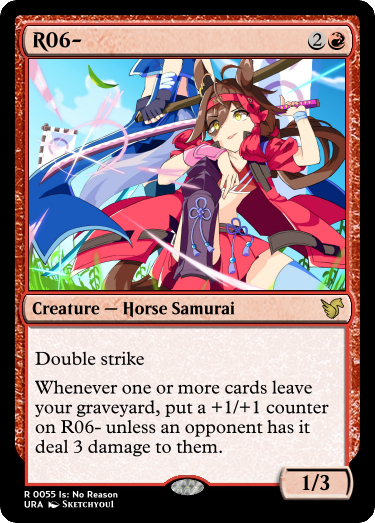 R06-
2
Creature — Horse Samurai
Double strike
Whenever one or more cards leave
your graveyard, put a +1/+1 counter
on R06- unless an opponent has it
deal 3 damage to them.
1/3
R 0055 Is: No Reason
URA Sketchyou1